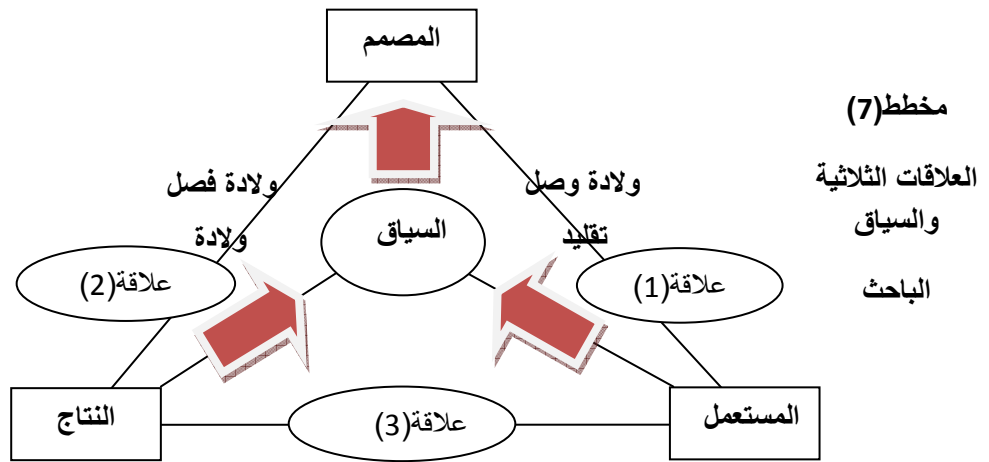 المصمم
مخطط(7)
العلاقات الثلاثية
والسياق
الباحث
ولادة وصل
ولادة فصل
تقليد
السياق
ولادة
علاقة(1)
علاقة(2)
المستعمل
علاقة(3)
النتاج